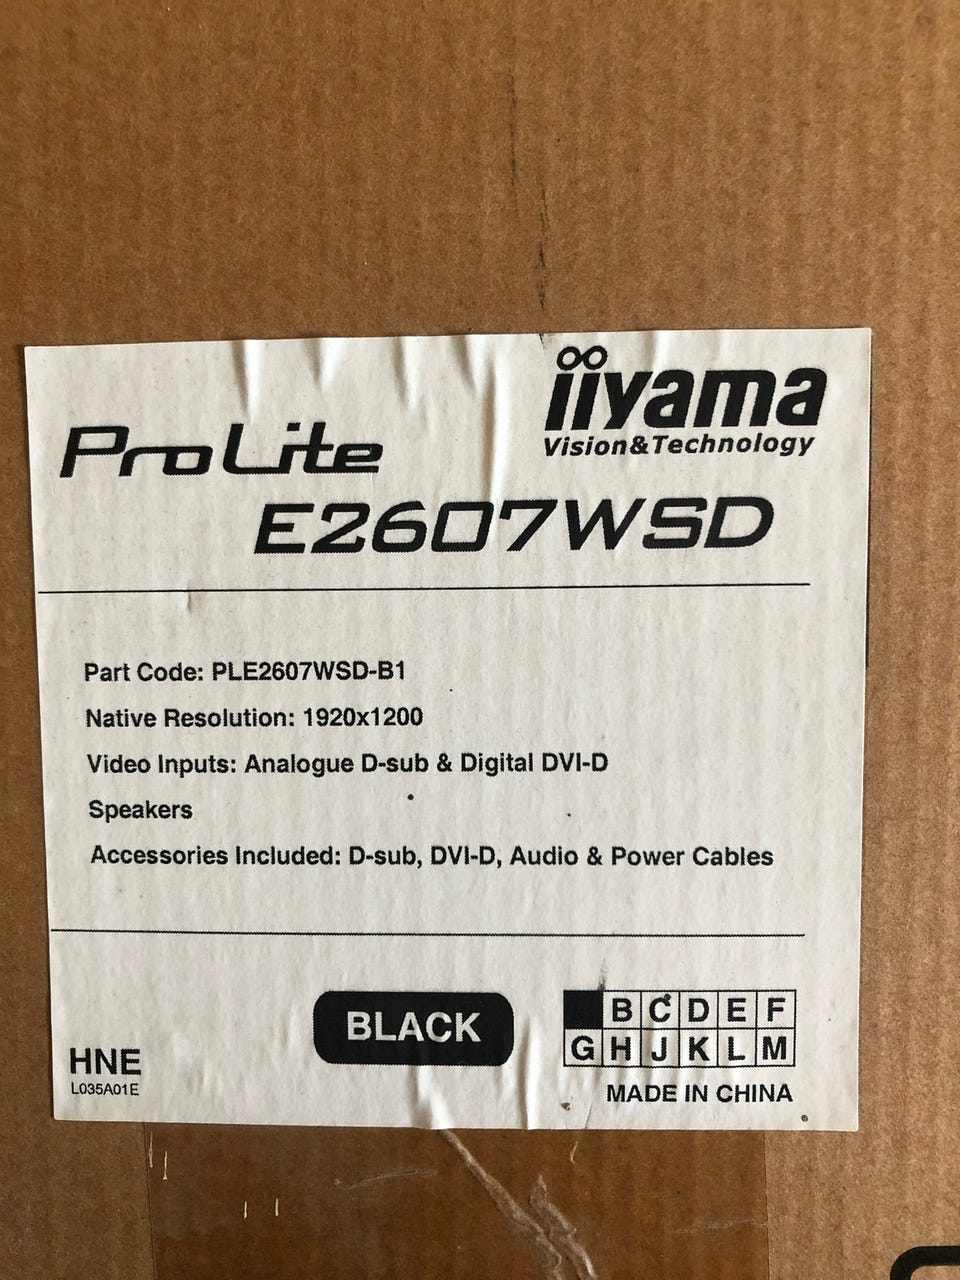 iiyama
Vision&Technology
ProLite
E2607WSD
Part Code: PLE2607WSD-B1
Native Resolution: 1920x1200
Video Inputs: Analogue D-sub & Digital DVI-D
Speakers
Accessories Included: D-sub, DVI-D, Audio & Power Cables
BLACK
B C D E F
G H J K L M
HNE
L035A01E
MADE IN CHINA